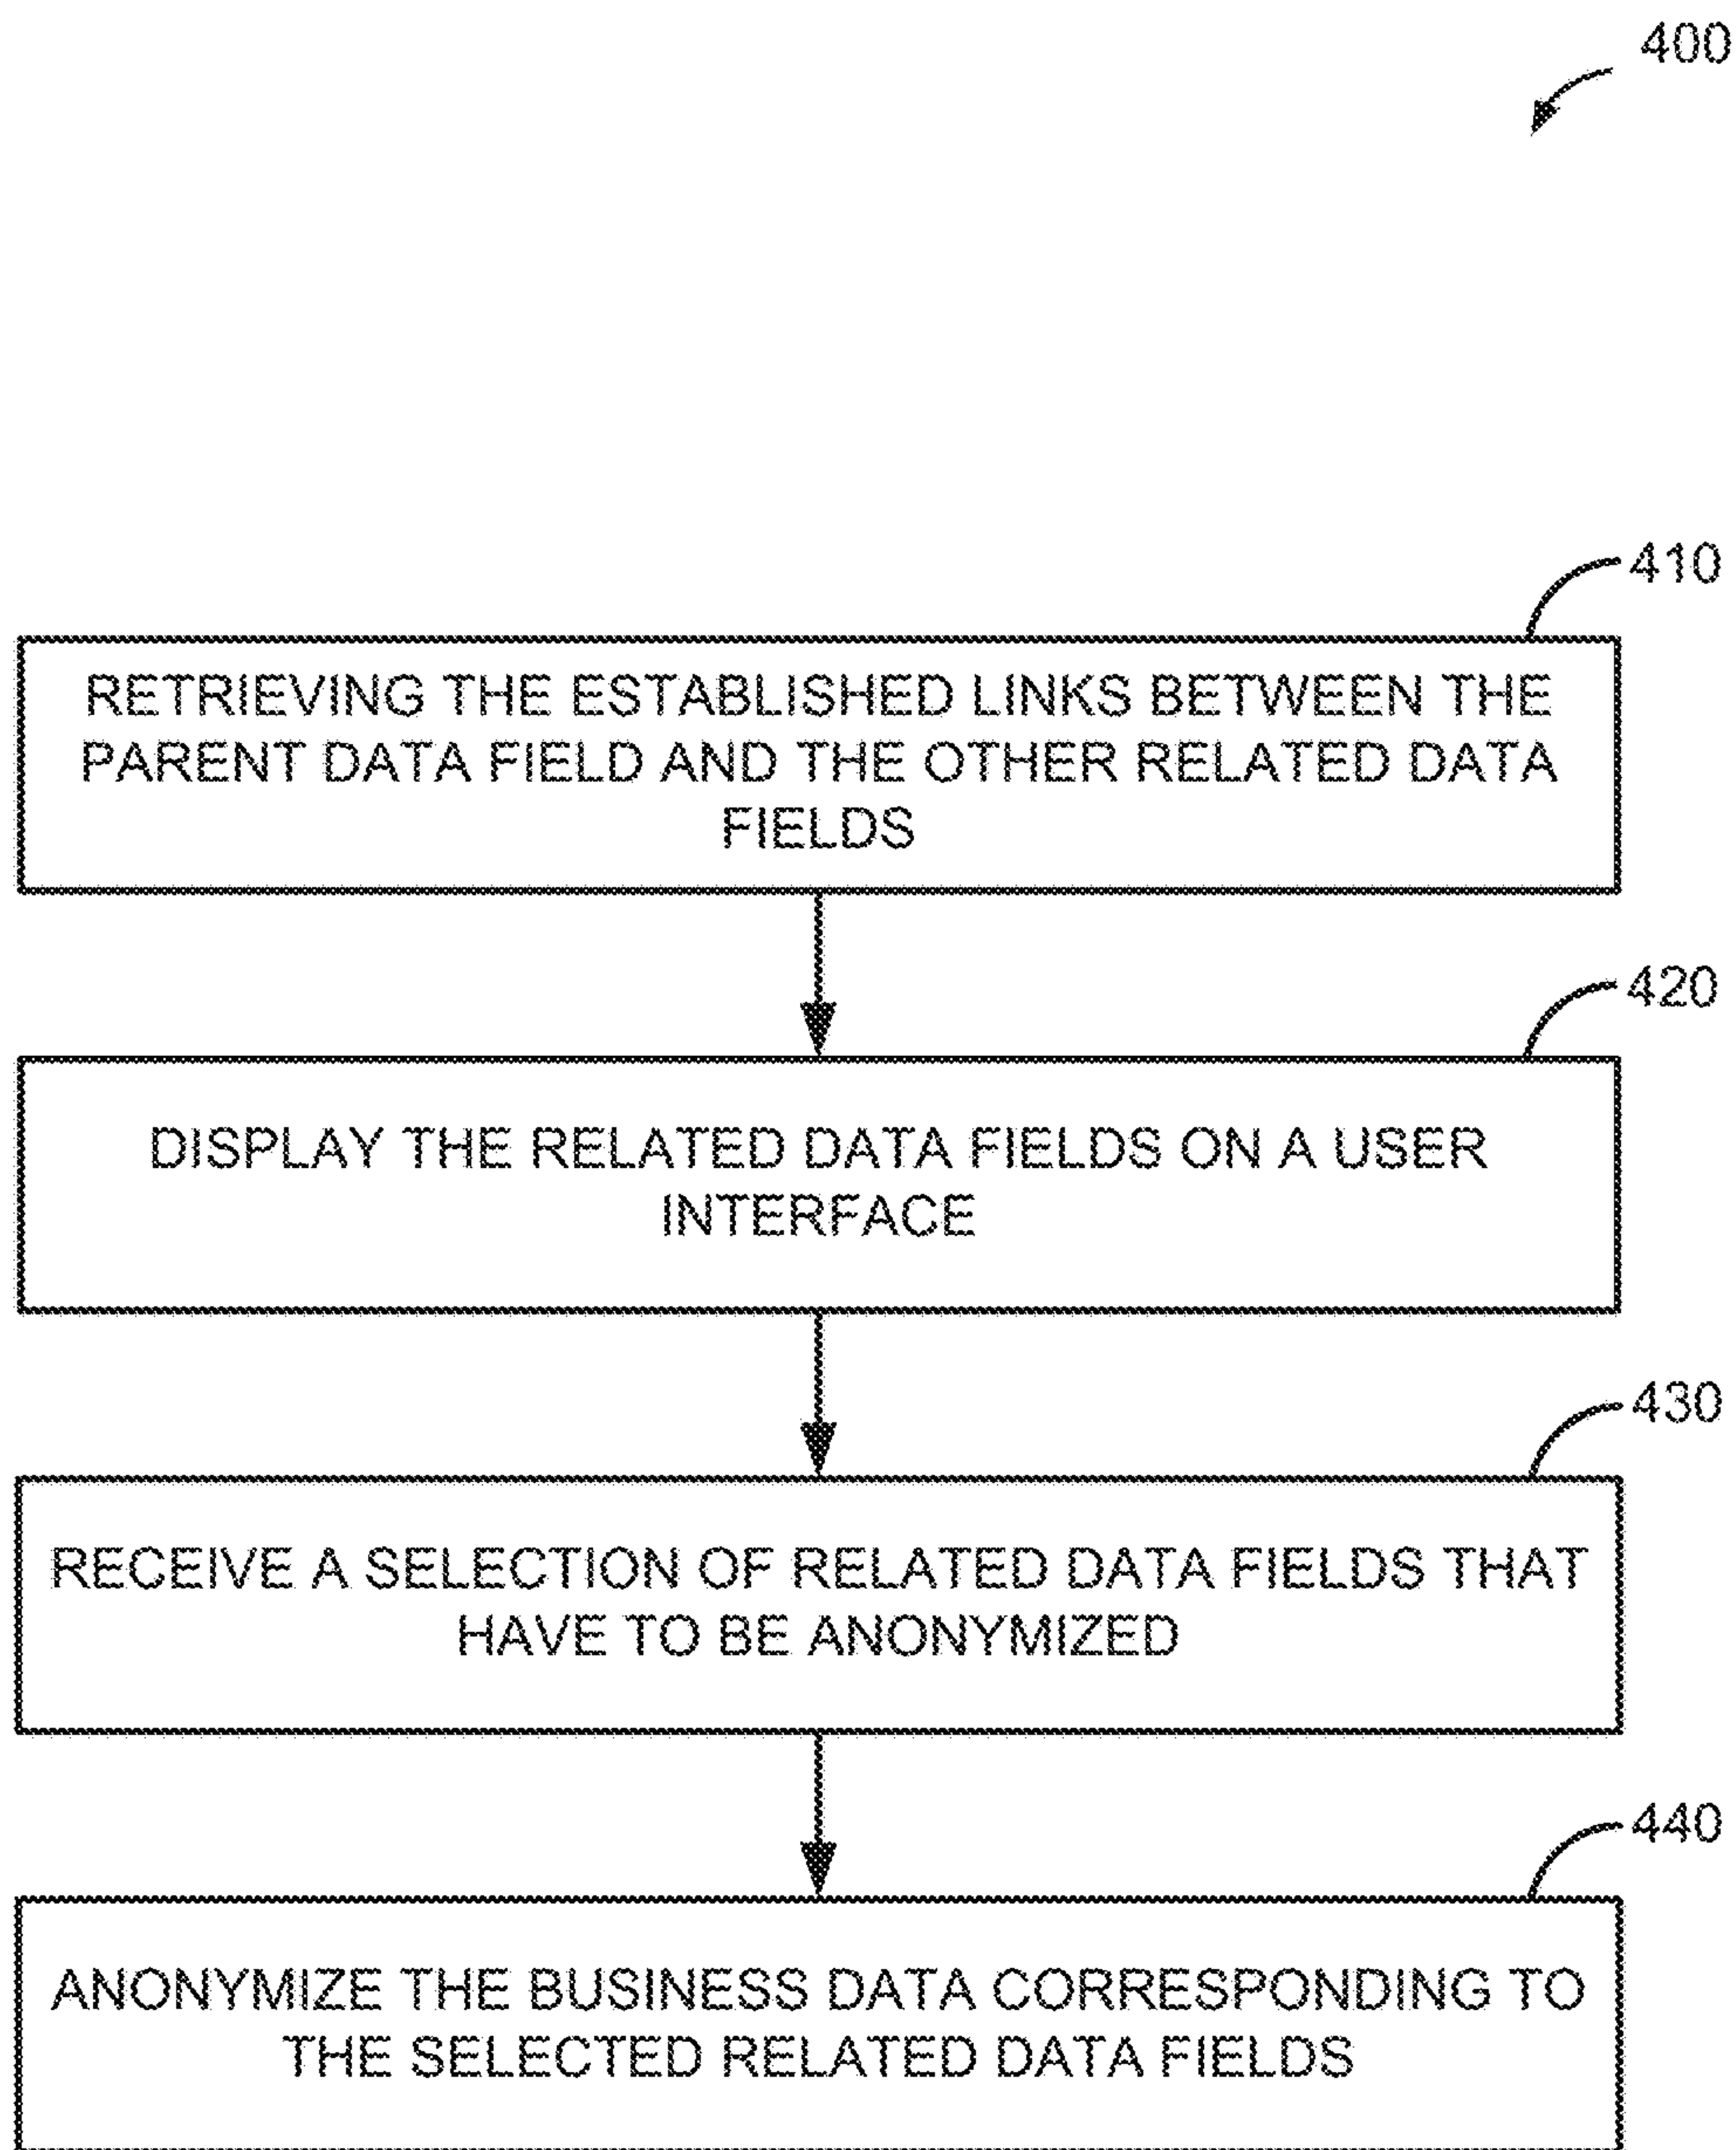 400
410
RETRIEVING THE ESTABLISHED LINKS BETWEEN THE
PARENT DATA FIELD AND THE OTHER RELATED DATA
FIELDS
420
DISPLAY THE RELATED DATA FIELDS ON A USER
INTERFACE
430
RECEIVE A SELECTION OF RELATED DATA FIELDS THAT
HAVE TO BE ANONYMIZED
440
ANONYMIZE THE BUSINESS DATA CORRESPONDING TO
THE SELECTED RELATED DATA FIELDS